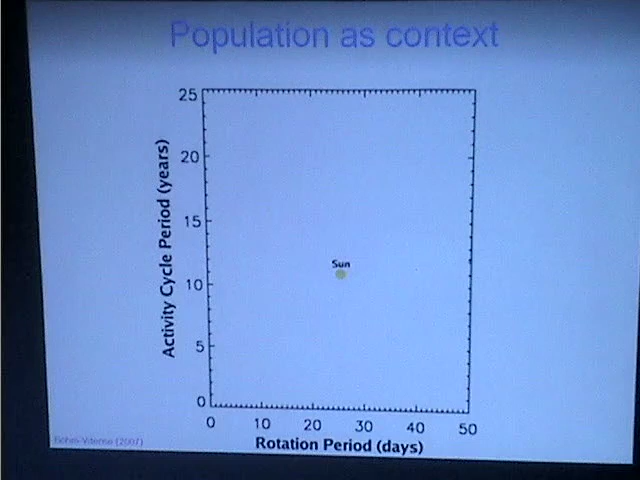 Population as context
25
20
15
10
5
0
Activity Cycle Period (years)
Sun
0 10 20 30 40 50
Rotation Period (days)
Bohm-Vitense (2007)